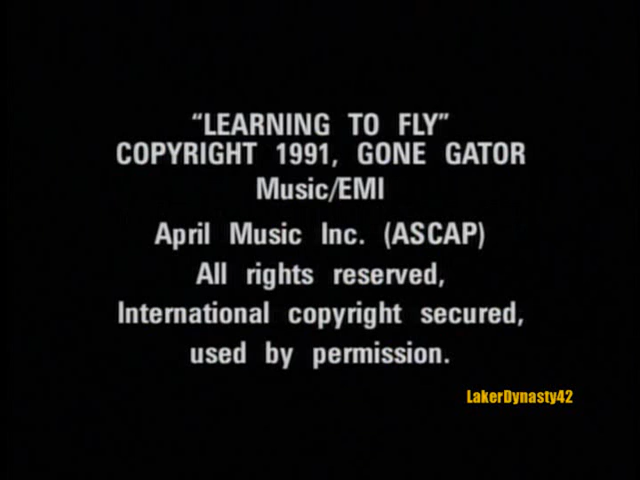 “LEARNING TO FLY”
COPYRIGHT 1991, GONE GATOR
Music/EMI
April Music Inc. (ASCAP)
All rights reserved,
International copyright secured,
used by permission.
LakerDynasty42